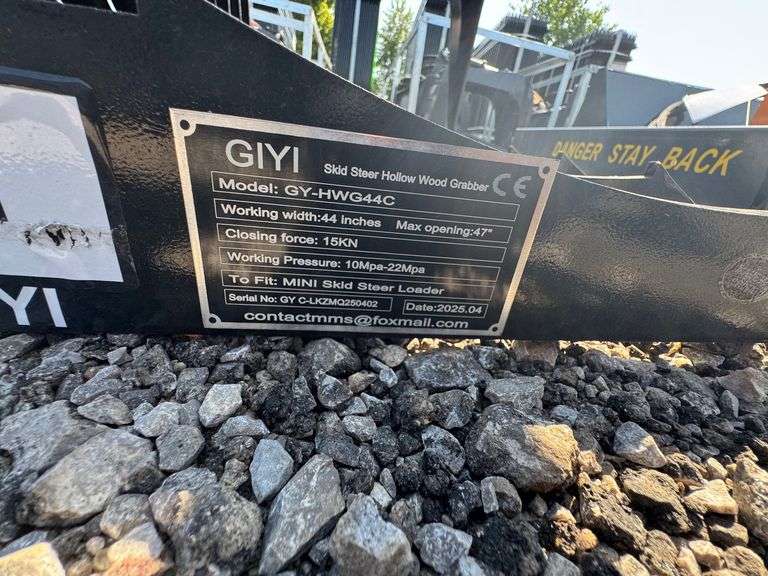 GIYI Skid Steer Hollow Wood Grabber CE
Model: GY-HWG44C
Working width:44 inches Max opening:47"
Closing force: 15KN
Working Pressure: 10Mpa-22Mpa
To Fit: MINI Skid Steer Loader
Serial No: GY C-LKZMQ250402 Date:2025.04
contactmms@foxmail.com
DANGER STAY BACK
YI